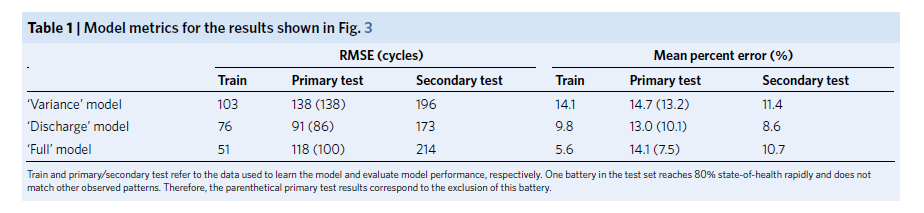 Table 1 | Model metrics for the results shown in Fig. 3
RMSE (cycles) Mean percent error (%)
Train Primary test Secondary test Train Primary test Secondary test
‘Variance’ model 103 138 (138) 196 14.1 14.7 (13.2) 11.4
‘Discharge’ model 76 91 (86) 173 9.8 13.0 (10.1) 8.6
‘Full’ model 51 118 (100) 214 5.6 14.1 (7.5) 10.7
Train and primary/secondary test refer to the data used to learn the model and evaluate model performance, respectively. One battery in the test set reaches 80% state-of-health rapidly and does not
match other observed patterns. Therefore, the parenthetical primary test results correspond to the exclusion of this battery.